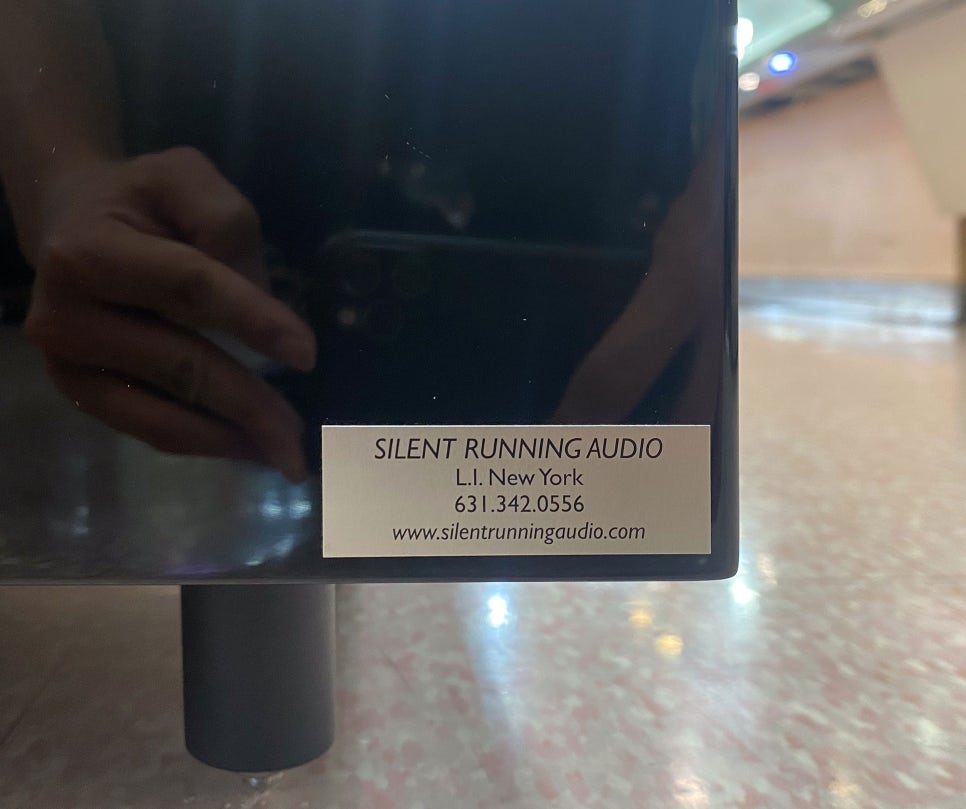 SILENT RUNNING AUDIO
L.I. New York
631.342.0556
www.silentrunningaudio.com